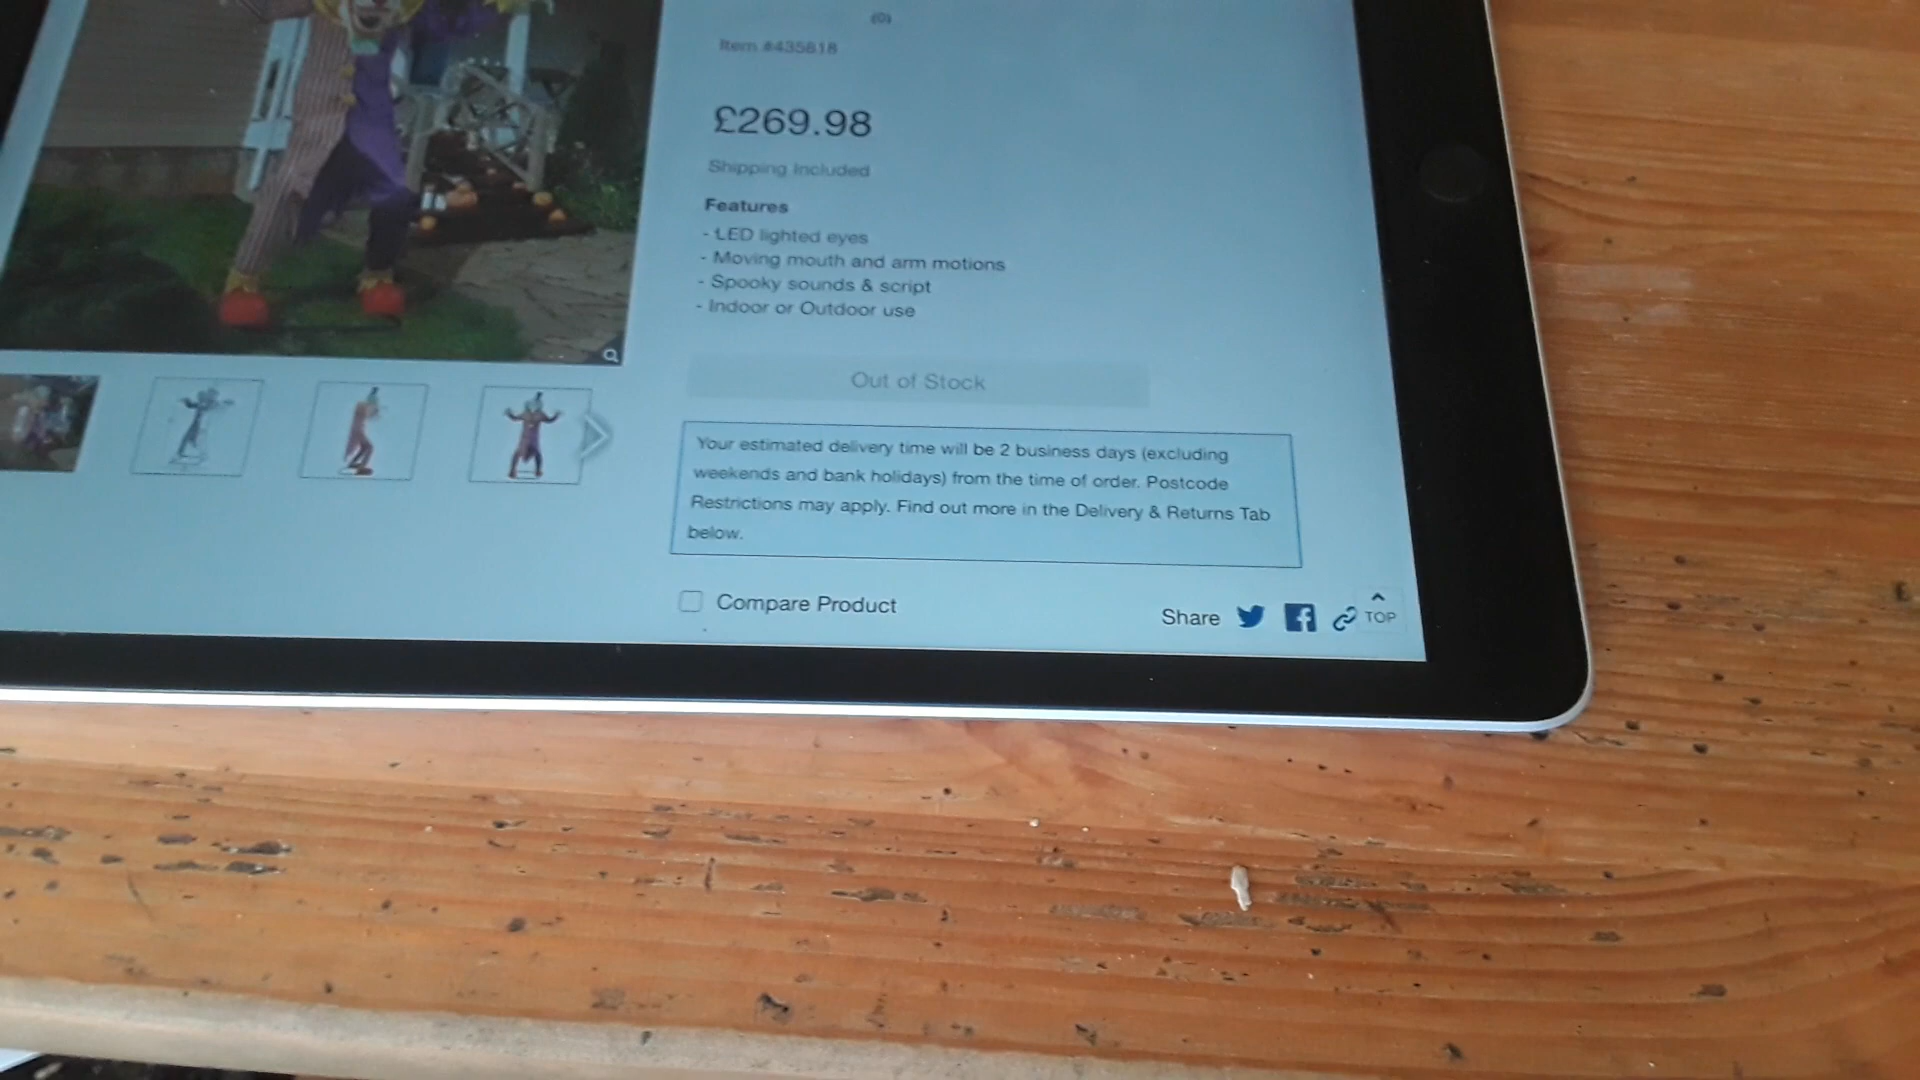 (0)
Item #435818
£269.98
Shipping Included
Features
- LED lighted eyes
- Moving mouth and arm motions
- Spooky sounds & script
- Indoor or Outdoor use
Out of Stock
Your estimated delivery time will be 2 business days (excluding
weekends and bank holidays) from the time of order. Postcode
Restrictions may apply. Find out more in the Delivery & Returns Tab
below.
Compare Product
Share
TOP